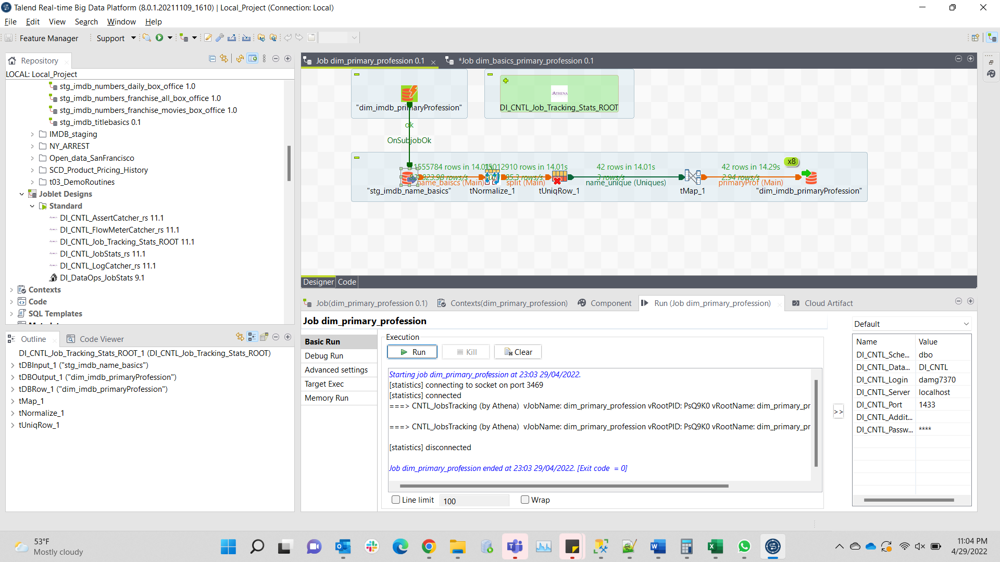 Talend Real-time Big Data Platform (8.0.1.20211109_1610) | Local_Project (Connection: Local)
File Edit View Search Window Help
Feature Manager Support
Repository
LOCAL: Local_Project
stg_imdb_numbers_daily_box_office 1.0
stg_imdb_numbers_franchise_all_box_office 1.0
stg_imdb_numbers_franchise_movies_box_office 1.0
stg_imdb_titlebasics 0.1
IMDB_staging
NY_ARREST
Open_data_SanFrancisco
SCD_Product_Pricing_History
t03_DemoRoutines
Joblet Designs
Standard
DI_CNTL_AssertCatcher_rs 11.1
DI_CNTL_FlowMeterCatcher_rs 11.1
DI_CNTL_Job_Tracking_Stats_ROOT 11.1
DI_CNTL_JobStats_rs 11.1
DI_CNTL_LogCatcher_rs 11.1
DI_DataOps_JobStats 9.1
Contexts
Code
SQL Templates
Outline Code Viewer
DI_CNTL_Job_Tracking_Stats_ROOT_1 (DI_CNTL_Job_Tracking_Stats_ROOT)
tDBInput_1 ("stg_imdb_name_basics")
tDBOutput_1 ("dim_imdb_primaryProfession")
tDBRow_1 ("dim_imdb_primaryProfession")
tMap_1
tNormalize_1
tUniqRow_1
Job dim_primary_profession 0.1 *Job dim_basics_primary_profession 0.1
ATHENA
"dim_imdb_primaryProfession" DI_CNTL_Job_Tracking_Stats_ROOT
ok
OnSubjobOk
x8
1555784 rows in 14.01s 15012910 rows in 14.01s 42 rows in 14.01s 42 rows in 14.29s
3 rows/s 2.94 rows/s
name_baiscs (Main) split (Main) name_unique (Uniques) primaryProf (Main)
"stg_imdb_name_basics" tNormalize_1 tUniqRow_1 tMap_1 "dim_imdb_primaryProfession"
Designer Code
Job(dim_primary_profession 0.1) Contexts(dim_primary_profession) Component Run (Job dim_primary_profession) Cloud Artifact
Job dim_primary_profession
Basic Run
Debug Run
Advanced settings
Target Exec
Memory Run
Execution
Run Kill Clear
Starting job dim_primary_profession at 23:03 29/04/2022.
[statistics] connecting to socket on port 3469
[statistics] connected
===> CNTL_JobsTracking (by Athena) vJobName: dim_primary_profession vRootPID: PsQ9K0 vRootName: dim_primary_pr
===> CNTL_JobsTracking (by Athena) vJobName: dim_primary_profession vRootPID: PsQ9K0 vRootName: dim_primary_pr
[statistics] disconnected
Job dim_primary_profession ended at 23:03 29/04/2022. [Exit code = 0]
Line limit 100 Wrap
>>
Default
Name Value
DI_CNTL_Sche... dbo
DI_CNTL_Data... DI_CNTL
DI_CNTL_Login damg7370
DI_CNTL_Server localhost
DI_CNTL_Port 1433
DI_CNTL_Addit...
DI_CNTL_Passw... ****
53°F
Mostly cloudy
11:04 PM
4/29/2022